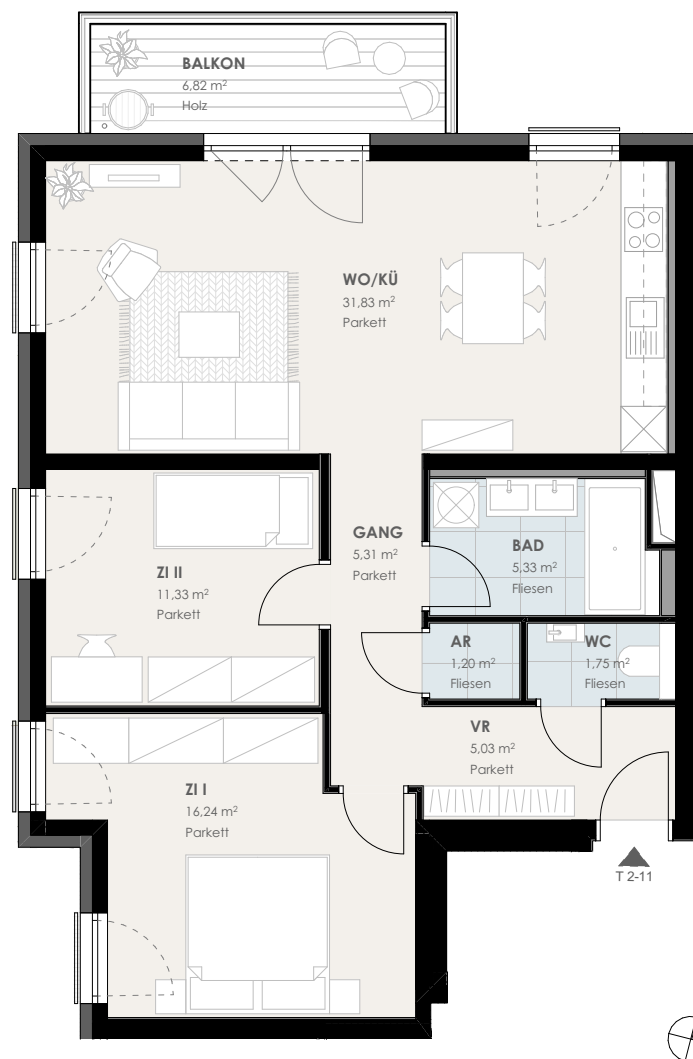 BALKON
6,82 m²
Holz
WO/KÜ
31,83 m²
Parkett
GANG
5,31 m²
Parkett
BAD
5,33 m²
Fliesen
ZI II
11,33 m²
Parkett
AR
1,20 m²
Fliesen
WC
1,75 m²
Fliesen
VR
5,03 m²
Parkett
ZI I
16,24 m²
Parkett
T 2-11